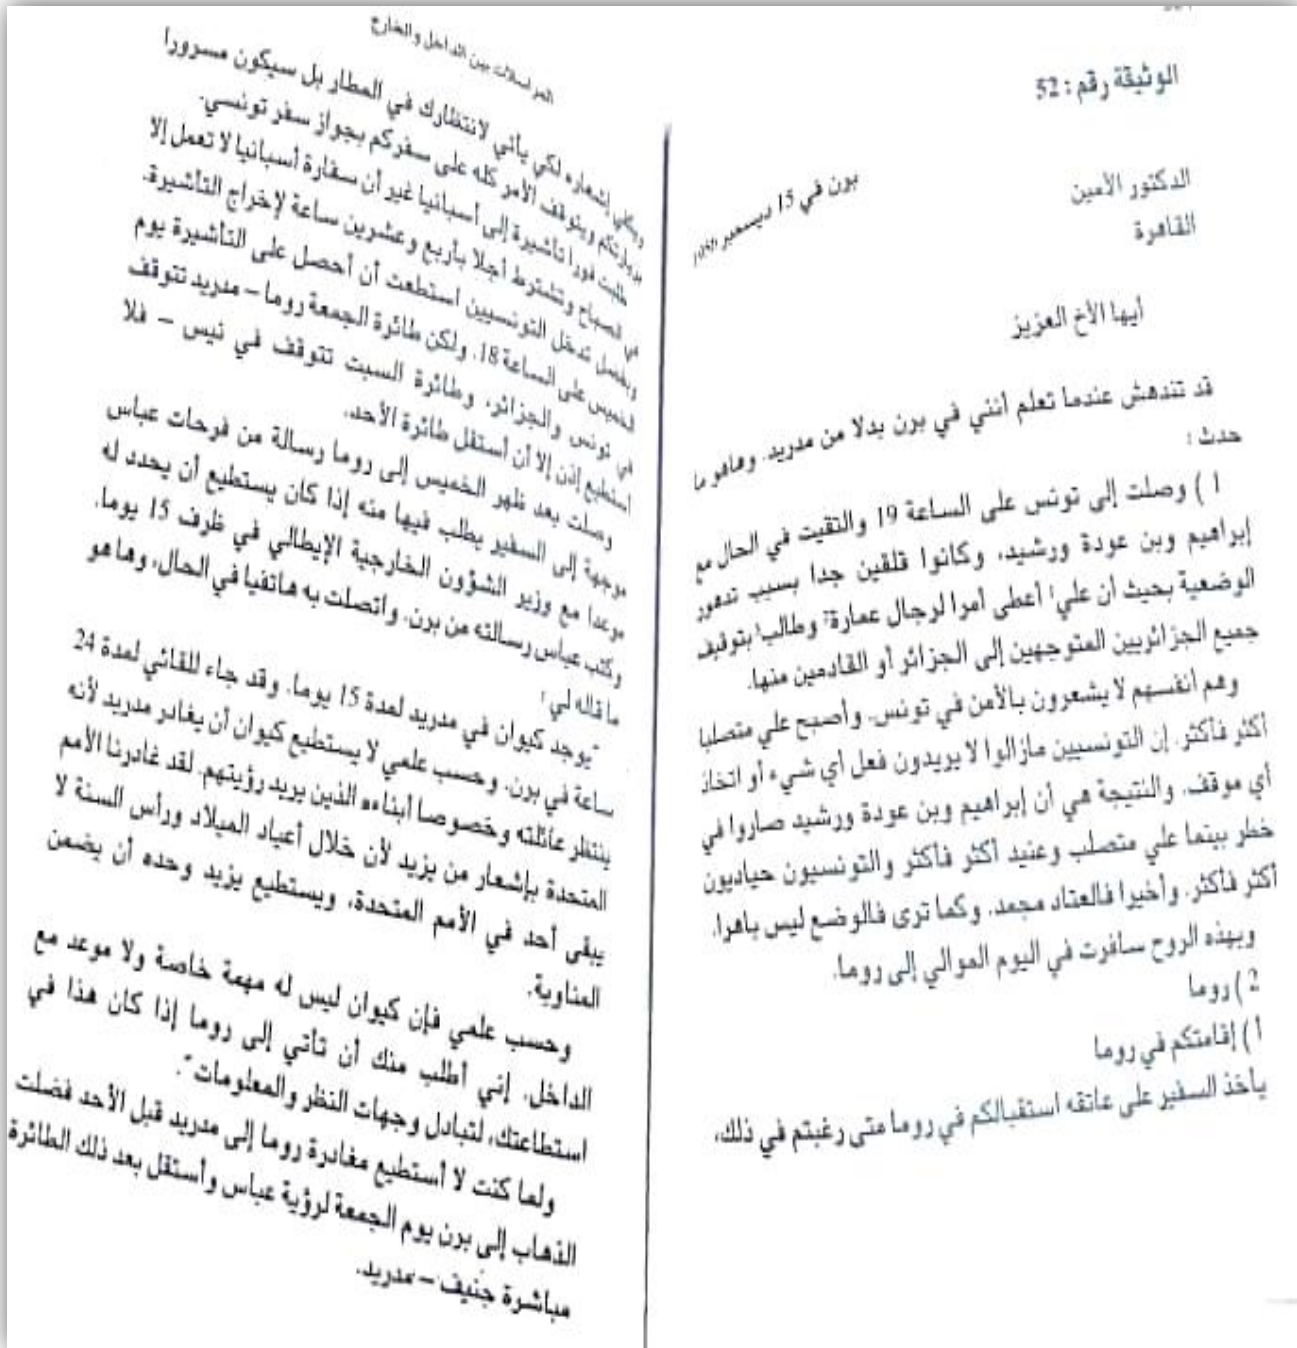 الوثيقة رقم : 52
الدكتور الأمين
القاهرة
برن في 15 ديسمبر
أيها الأخ العزيز
قد تندهش عندما تعلم أنني في برن بدلا من مدريد. وهاهو ما
حدث :
1 ) وصلت إلى تونس على الساعة 19 والتقيت في الحال مع
إبراهيم وبن عودة ورشيد، وكانوا قلقين جدا بسبب تدهور
الوضعية بحيث أن علي¹ أعطى أمرا لرجال عمارة² وطالب¹ بتوقيف
جميع الجزائريين المتوجهين إلى الجزائر أو القادمين منها.
وهم أنفسهم لا يشعرون بالأمن في تونس. وأصبح علي متصلبا
أكثر فأكثر. إن التونسيين مازالوا لا يريدون فعل أي شيء أو اتخاذ
أي موقف. والنتيجة هي أن إبراهيم وبن عودة ورشيد صاروا في
خطر بينما علي متصلب وعنيد أكثر فأكثر والتونسيون حياديون
أكثر فأكثر. وأخيرا فالعتاد مجمد. وكما ترى فالوضع ليس باهرا.
وبهذه الروح سافرت في اليوم الموالي إلى روما.
2 ) روما
أ ) إقامتكم في روما
يأخذ السفير على عاتقه استقبالكم في روما متى رغبتم في ذلك،
المراسلات بين الداخل والخارج
ويكفي إشعاره لكي يأتي لانتظارك في المطار بل سيكون مسرورا
بزيارتكم ويتوقف الأمر كله على سفركم بجواز سفر تونسي.
طلبت فورا تأشيرة إلى أسبانيا غير أن سفارة أسبانيا لا تعمل إلا
في الصباح وتشترط أجلا بأربع وعشرين ساعة لإخراج التأشيرة.
وبفضل تدخل التونسيين استطعت أن أحصل على التأشيرة يوم
الخميس على الساعة 18. ولكن طائرة الجمعة روما – مدريد تتوقف
في تونس والجزائر، وطائرة السبت تتوقف في نيس – فلا
أستطيع إذن إلا أن أستقل طائرة الأحد.
وصلت بعد ظهر الخميس إلى روما رسالة من فرحات عباس
موجهة إلى السفير يطلب فيها منه إذا كان يستطيع أن يحدد له
موعدا مع وزير الشؤون الخارجية الإيطالي في ظرف 15 يوما.
وكتب عباس رسالته من برن. واتصلت به هاتفيا في الحال، وهاهو
ما قاله لي :
"يوجد كيوان في مدريد لمدة 15 يوما. وقد جاء للقائي لمدة 24
ساعة في برن. وحسب علمي لا يستطيع كيوان أن يغادر مدريد لأنه
ينتظر عائلته وخصوصا أبناءه الذين يريد رؤيتهم. لقد غادرنا الأمم
المتحدة بإشعار من يزيد لأن خلال أعياد الميلاد ورأس السنة لا
يبقى أحد في الأمم المتحدة، ويستطيع يزيد وحده أن يضمن
المناوبة.
وحسب علمي فإن كيوان ليس له مهمة خاصة ولا موعد مع
الداخل. إني أطلب منك أن تأتي إلى روما إذا كان هذا في
استطاعتك، لتبادل وجهات النظر والمعلومات".
ولما كنت لا أستطيع مغادرة روما إلى مدريد قبل الأحد فضلت
الذهاب إلى برن يوم الجمعة لرؤية عباس وأستقل بعد ذلك الطائرة
مباشرة جنيف – مدريد.